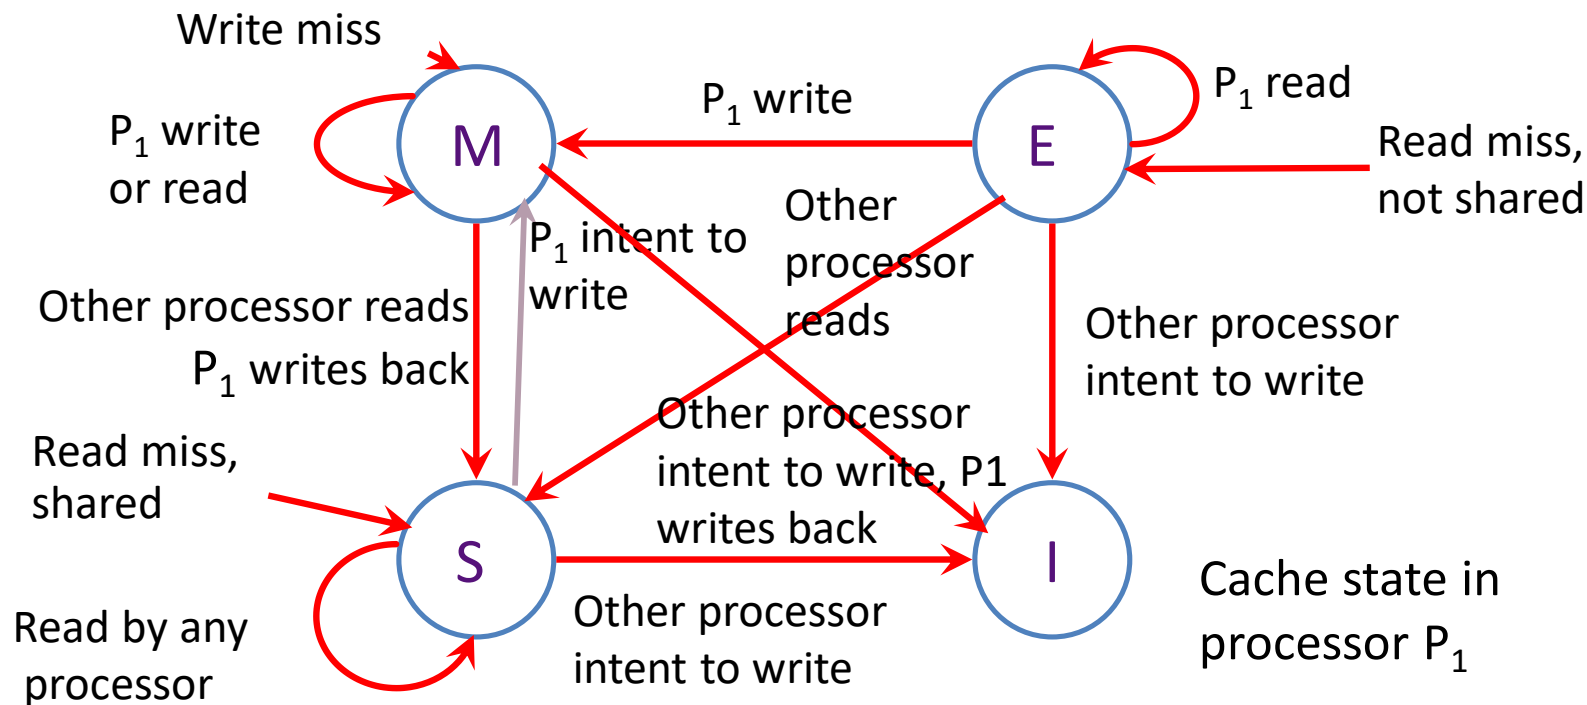 Write miss
P₁ write
or read
M
P₁ write
E
P₁ read
Read miss,
not shared
P₁ intent to
write
Other
processor
reads
Other processor reads
P₁ writes back
Other processor
intent to write
Read miss,
shared
Other processor
intent to write, P1
writes back
S
I
Read by any
processor
Other processor
intent to write
Cache state in
processor P₁